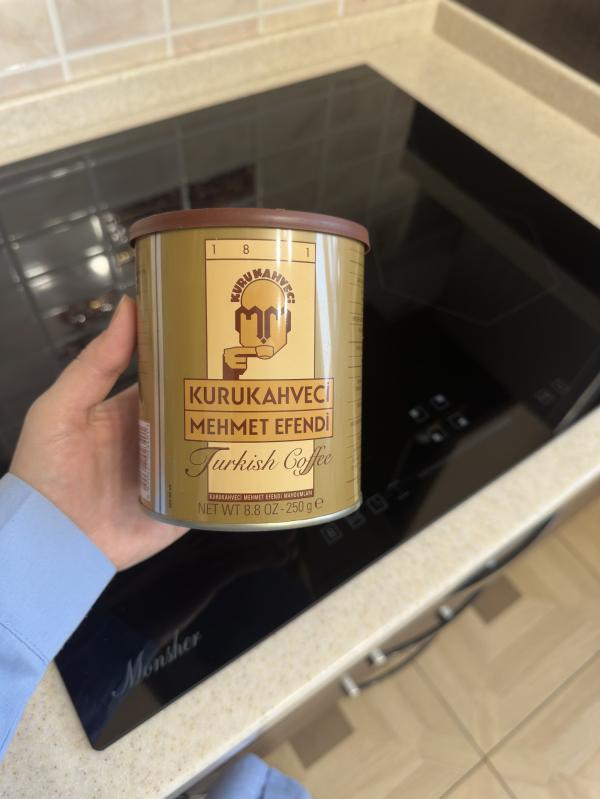 1 8 1
KURUKAHVECİ
KURUKAHVECİ
MEHMET EFENDİ
Turkish Coffee
KURUKAHVECİ MEHMET EFENDİ MAHDUMLARI
NET WT 8.8 OZ - 250 g ℮
Monsher